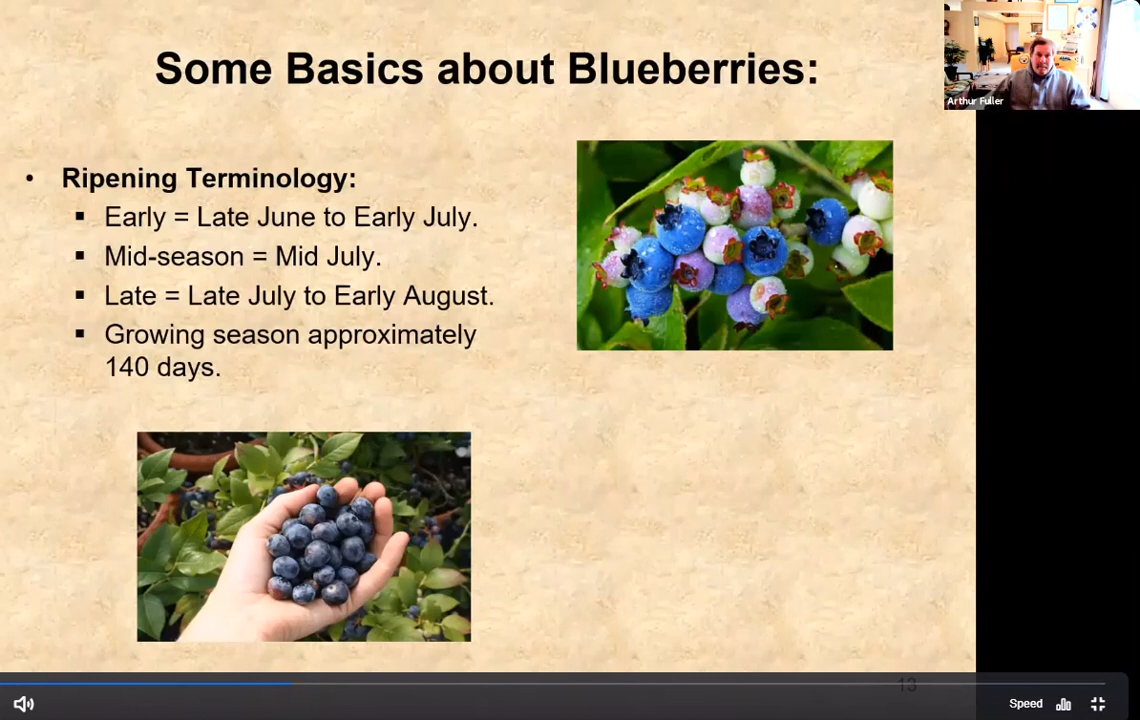 Some Basics about Blueberries:
Arthur Fuller
• Ripening Terminology:
▪ Early = Late June to Early July.
▪ Mid-season = Mid July.
▪ Late = Late July to Early August.
▪ Growing season approximately
140 days.
13
Speed